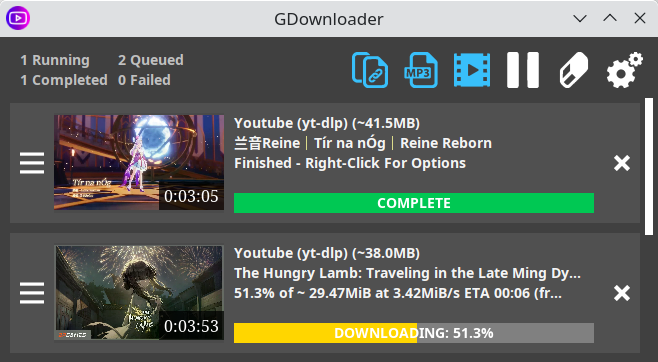 GDownloader
1 Running 2 Queued
1 Completed 0 Failed
MP3
Youtube (yt-dlp) (~41.5MB)
兰音Reine｜Tír na nÓg｜Reine Reborn
Finished - Right-Click For Options
Tír na nÓg
0:03:05
COMPLETE
Youtube (yt-dlp) (~38.0MB)
The Hungry Lamb: Traveling in the Late Ming Dy...
51.3% of ~ 29.47MiB at 3.42MiB/s ETA 00:06 (fr...
0:03:53
DOWNLOADING: 51.3%